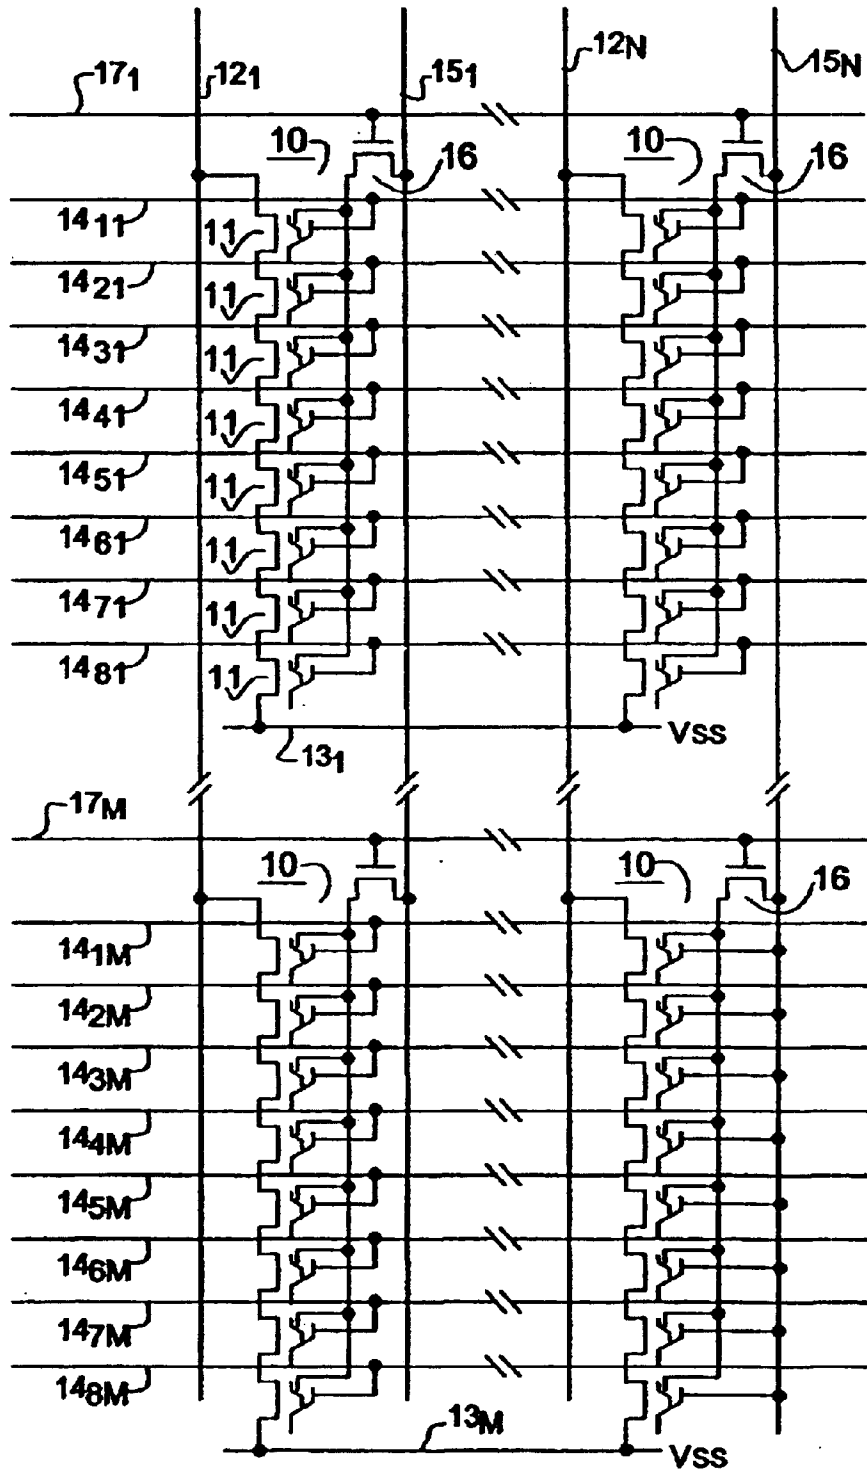 17₁ 12₁ 15₁ 12N 15N
10 16 10 16
14₁₁ 11
14₂₁ 11
14₃₁ 11
14₄₁ 11
14₅₁ 11
14₆₁ 11
14₇₁ 11
14₈₁ 11
13₁ VSS
17M
10 10 16
14₁M
14₂M
14₃M
14₄M
14₅M
14₆M
14₇M
14₈M
13M VSS